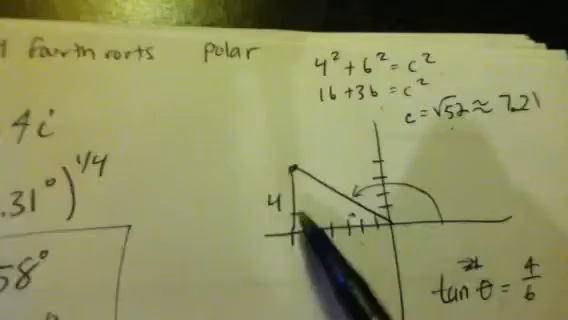 fourth roots polar
4² + 6² = c²
16 + 36 = c²
c = √52 ≈ 7.21
4i
.31°)^1/4
4
58°
tan θ = 4/6